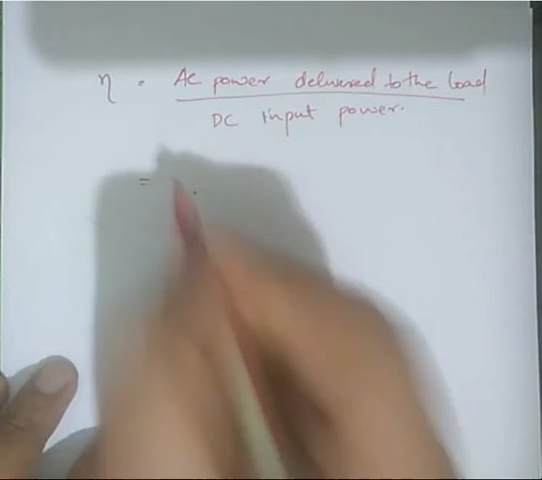 η = AC power delivered to the load
DC input power.
=